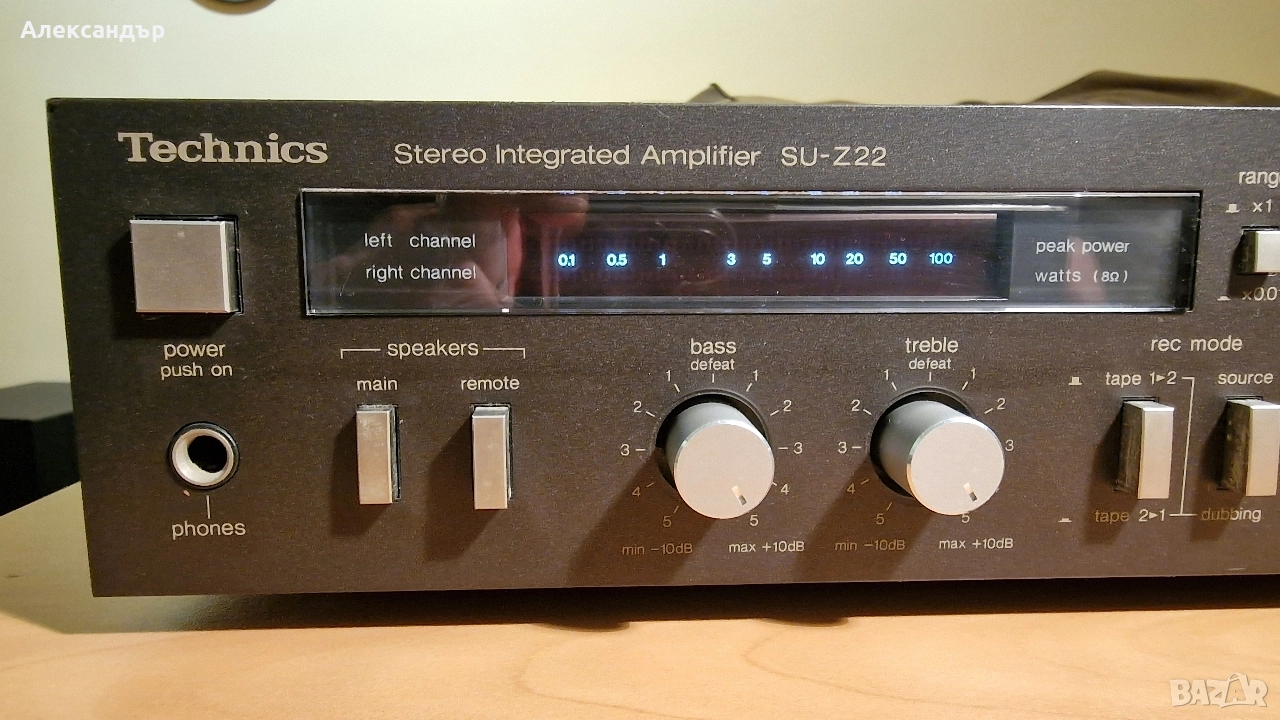 Александър
Technics
Stereo Integrated Amplifier SU-Z22
left channel
right channel
0.1 0.5 1 3 5 10 20 50 100
peak power
watts (8Ω)
x1
power
push on
phones
speakers
main remote
bass
defeat
1 1
2 2
3 3
4 4
5 5
min -10dB max +10dB
treble
defeat
1 1
2 2
3 3
4
5 5
min -10dB max +10dB
rec mode
tape 1►2 source
tape 2►1 dubbing
BAZAR